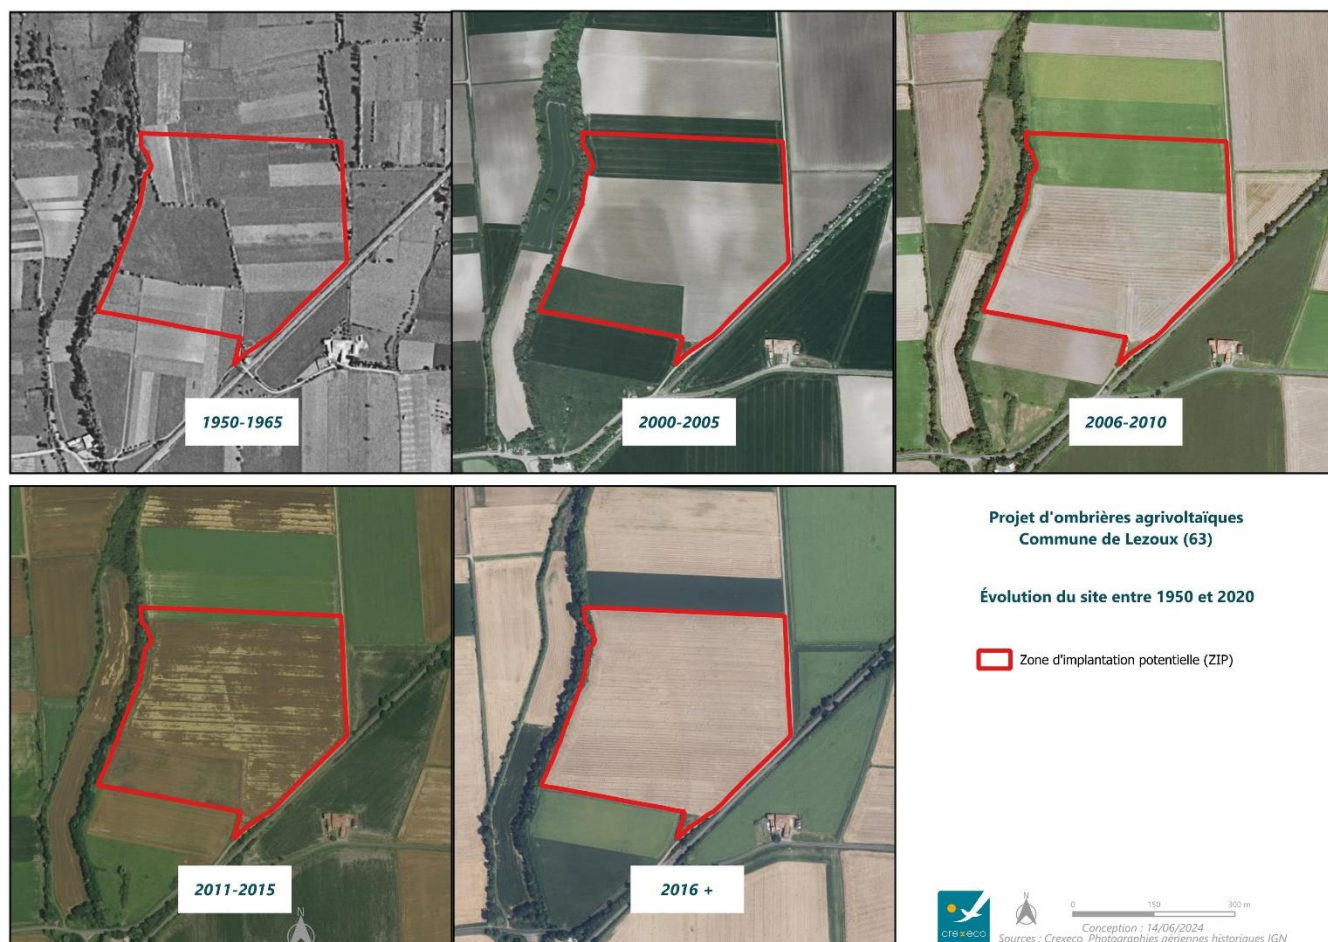 1950-1965
2000-2005
2006-2010
2011-2015
2016 +
N
Projet d'ombrières agrivoltaïques
Commune de Lezoux (63)
Évolution du site entre 1950 et 2020
Zone d'implantation potentielle (ZIP)
crexeco
N
0 150 300 m
Conception : 14/06/2024
Sources : Crexeco, Photographies aériennes historiques IGN